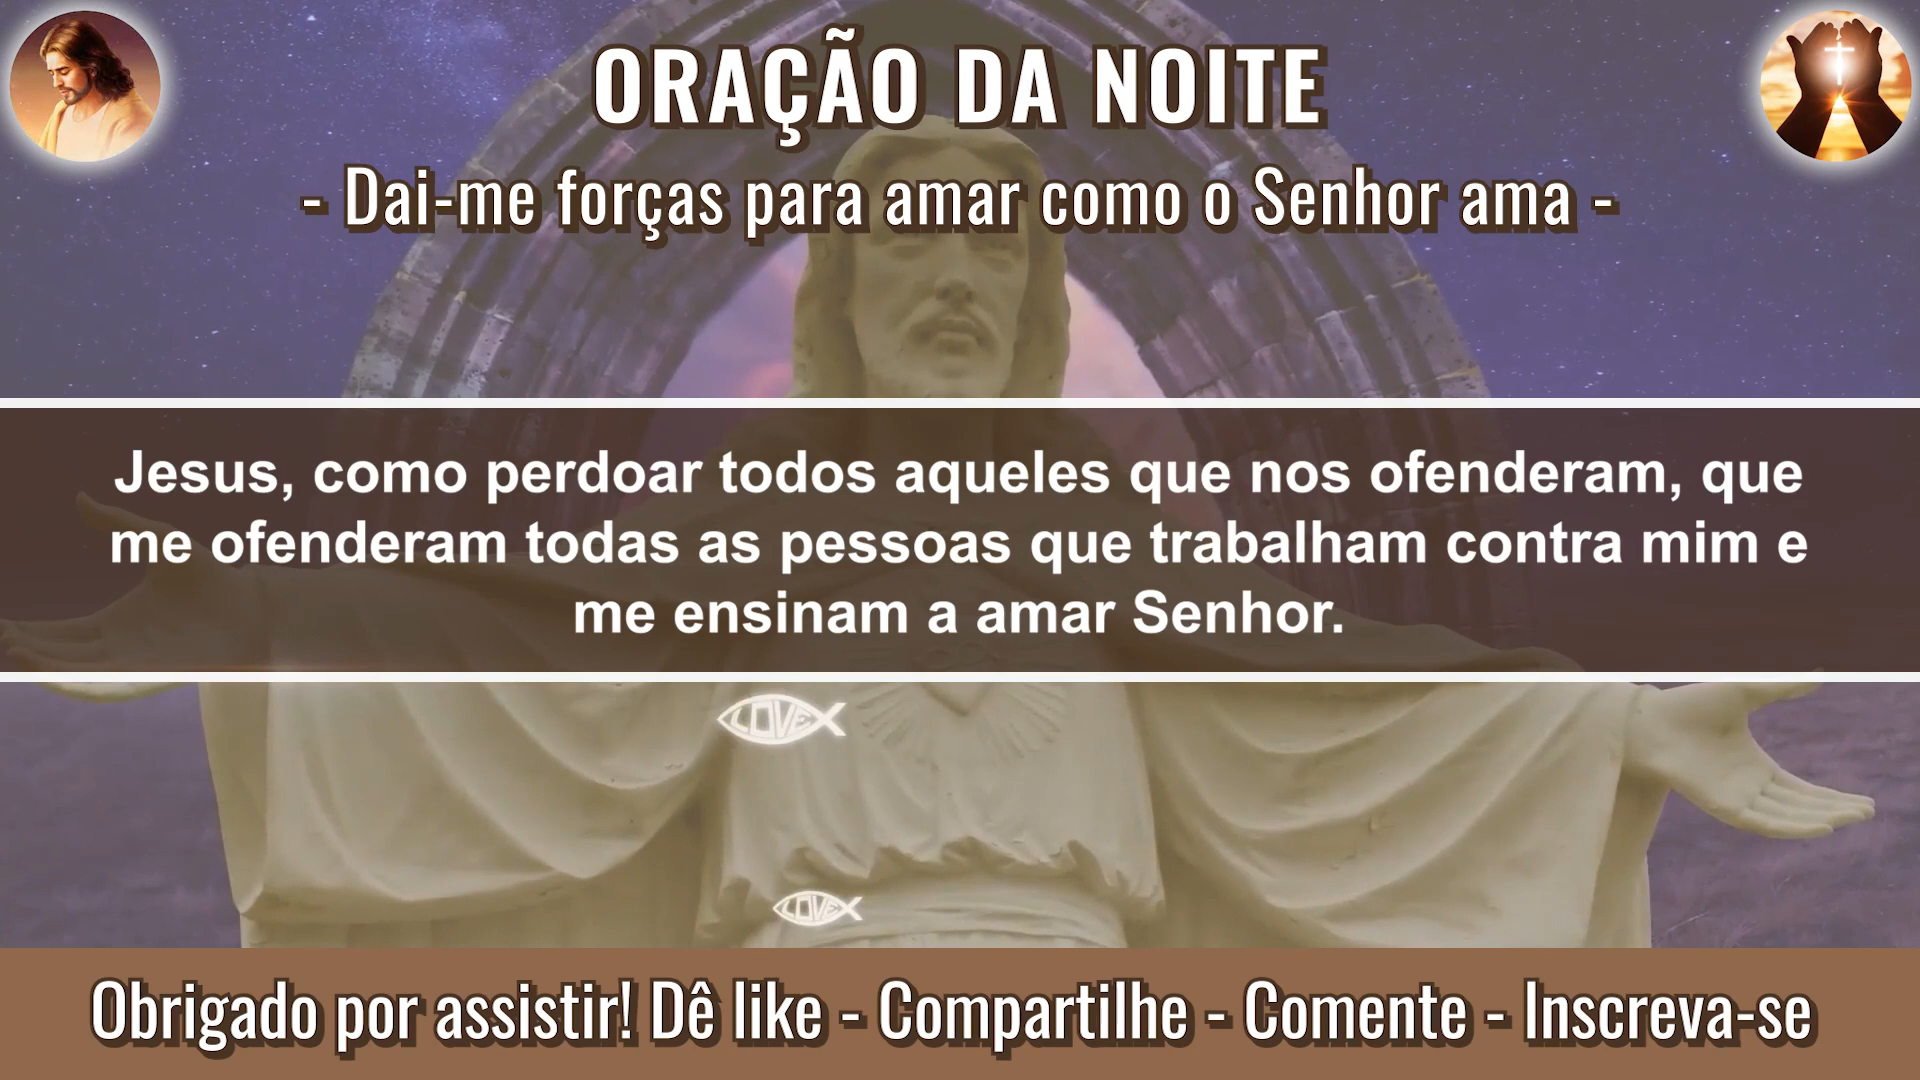 ORAÇÃO DA NOITE
- Dai-me forças para amar como o Senhor ama -
Jesus, como perdoar todos aqueles que nos ofenderam, que
me ofenderam todas as pessoas que trabalham contra mim e
me ensinam a amar Senhor.
LOVE
LOVE
Obrigado por assistir! Dê like - Compartilhe - Comente - Inscreva-se